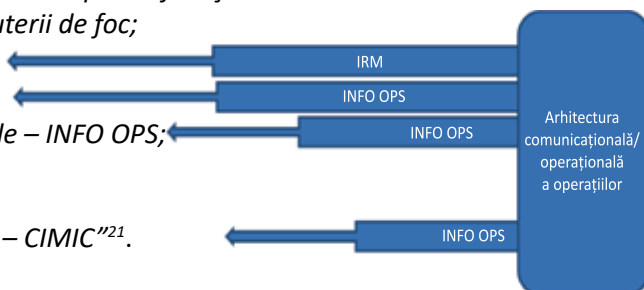 uterii de foc;
IRM
INFO OPS
le – INFO OPS;
INFO OPS
Arhitectura
comunicațională/
operațională
a operațiilor
– CIMIC”21.
INFO OPS